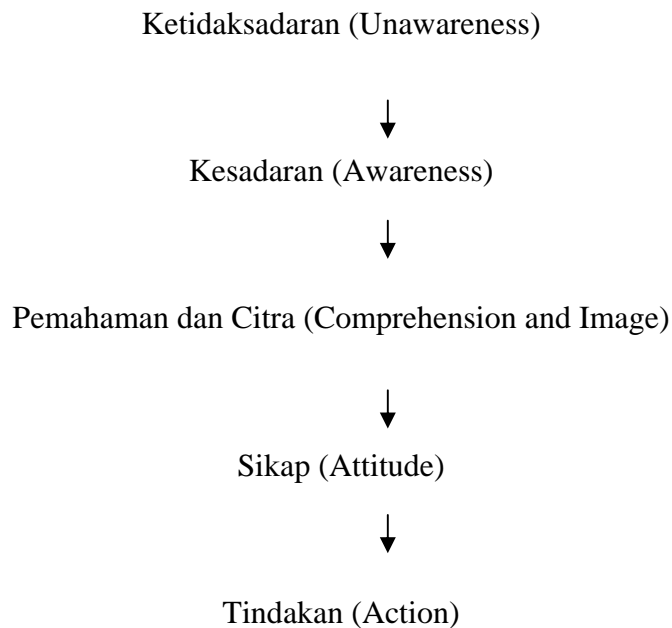 Ketidaksadaran (Unawareness)
Kesadaran (Awareness)
Pemahaman dan Citra (Comprehension and Image)
Sikap (Attitude)
Tindakan (Action)